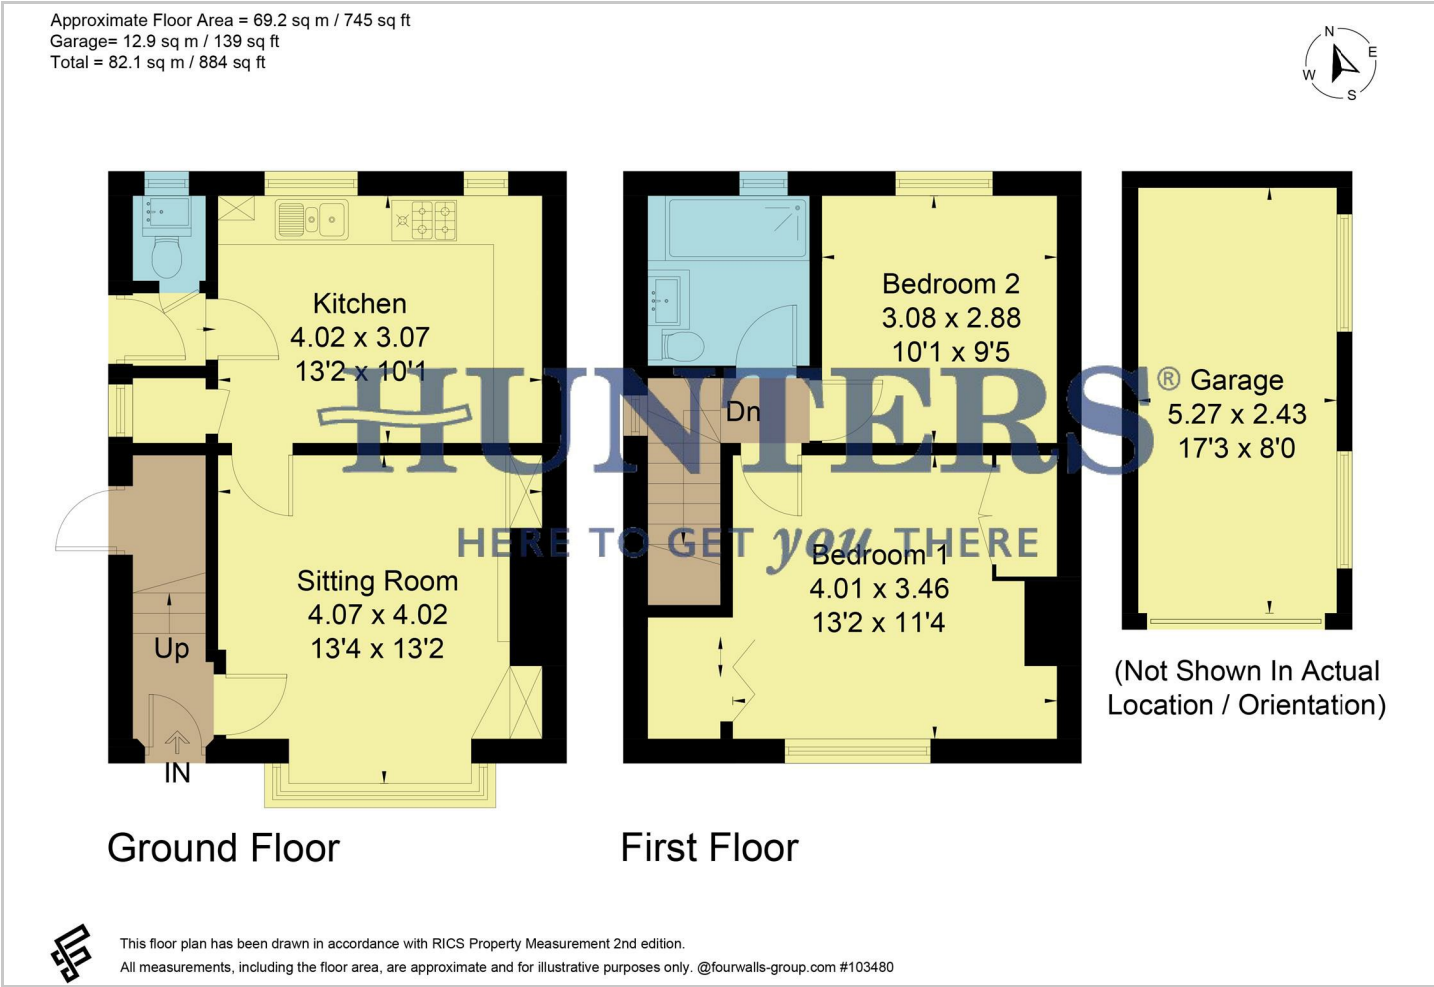 Approximate Floor Area = 69.2 sq m / 745 sq ft
Garage= 12.9 sq m / 139 sq ft
Total = 82.1 sq m / 884 sq ft
N
E
W
S
Kitchen
4.02 x 3.07
13'2 x 10'1
Sitting Room
4.07 x 4.02
13'4 x 13'2
Up
IN
Ground Floor
Bedroom 2
3.08 x 2.88
10'1 x 9'5
Dn
Bedroom 1
4.01 x 3.46
13'2 x 11'4
First Floor
Garage
5.27 x 2.43
17'3 x 8'0
(Not Shown In Actual
Location / Orientation)
HUNTERS®
HERE TO GET you THERE
This floor plan has been drawn in accordance with RICS Property Measurement 2nd edition.
All measurements, including the floor area, are approximate and for illustrative purposes only. @fourwalls-group.com #103480